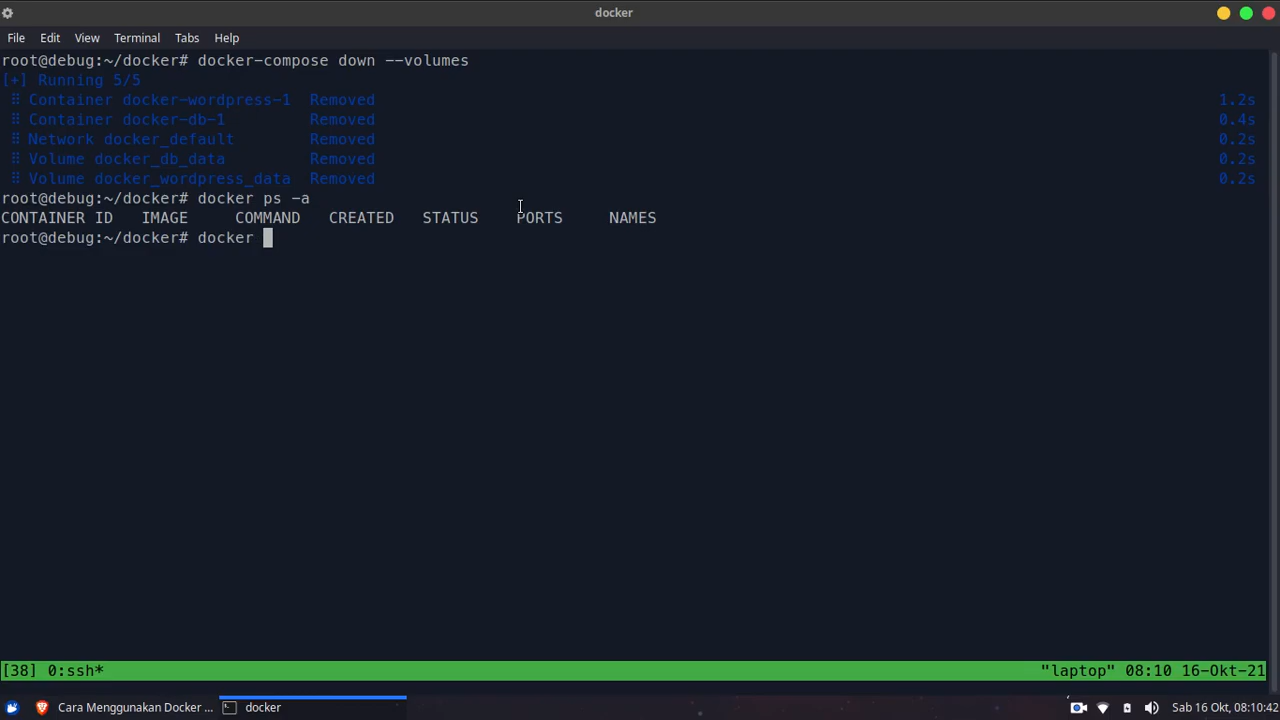 docker
File Edit View Terminal Tabs Help
root@debug:~/docker# docker-compose down --volumes
[+] Running 5/5
⠿ Container docker-wordpress-1 Removed 1.2s
⠿ Container docker-db-1 Removed 0.4s
⠿ Network docker_default Removed 0.2s
⠿ Volume docker_db_data Removed 0.2s
⠿ Volume docker_wordpress_data Removed 0.2s
root@debug:~/docker# docker ps -a
CONTAINER ID IMAGE COMMAND CREATED STATUS PORTS NAMES
root@debug:~/docker# docker
[38] 0:ssh* "laptop" 08:10 16-Okt-21
Cara Menggunakan Docker ... docker Sab 16 Okt, 08:10:42